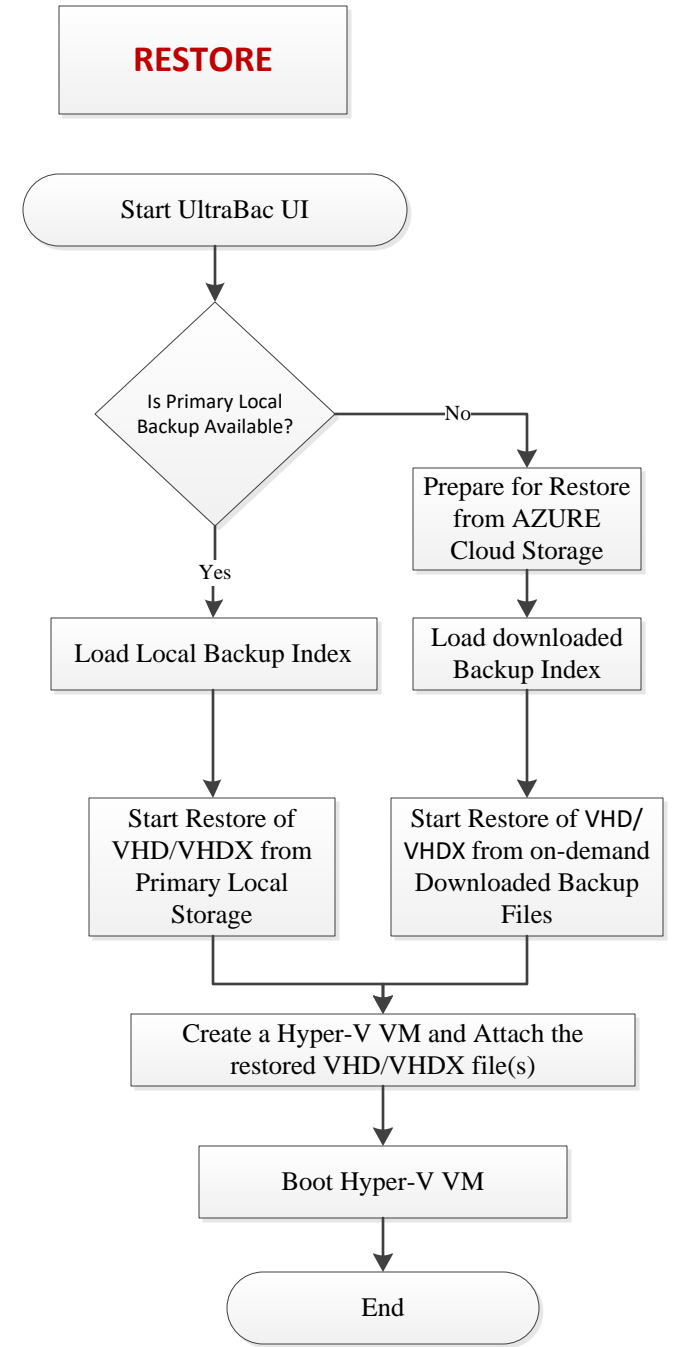 RESTORE
Start UltraBac UI
Is Primary Local
Backup Available?
No
Prepare for Restore
from AZURE
Cloud Storage
Yes
Load Local Backup Index
Load downloaded
Backup Index
Start Restore of
VHD/VHDX from
Primary Local
Storage
Start Restore of VHD/
VHDX from on-demand
Downloaded Backup
Files
Create a Hyper-V VM and Attach the
restored VHD/VHDX file(s)
Boot Hyper-V VM
End